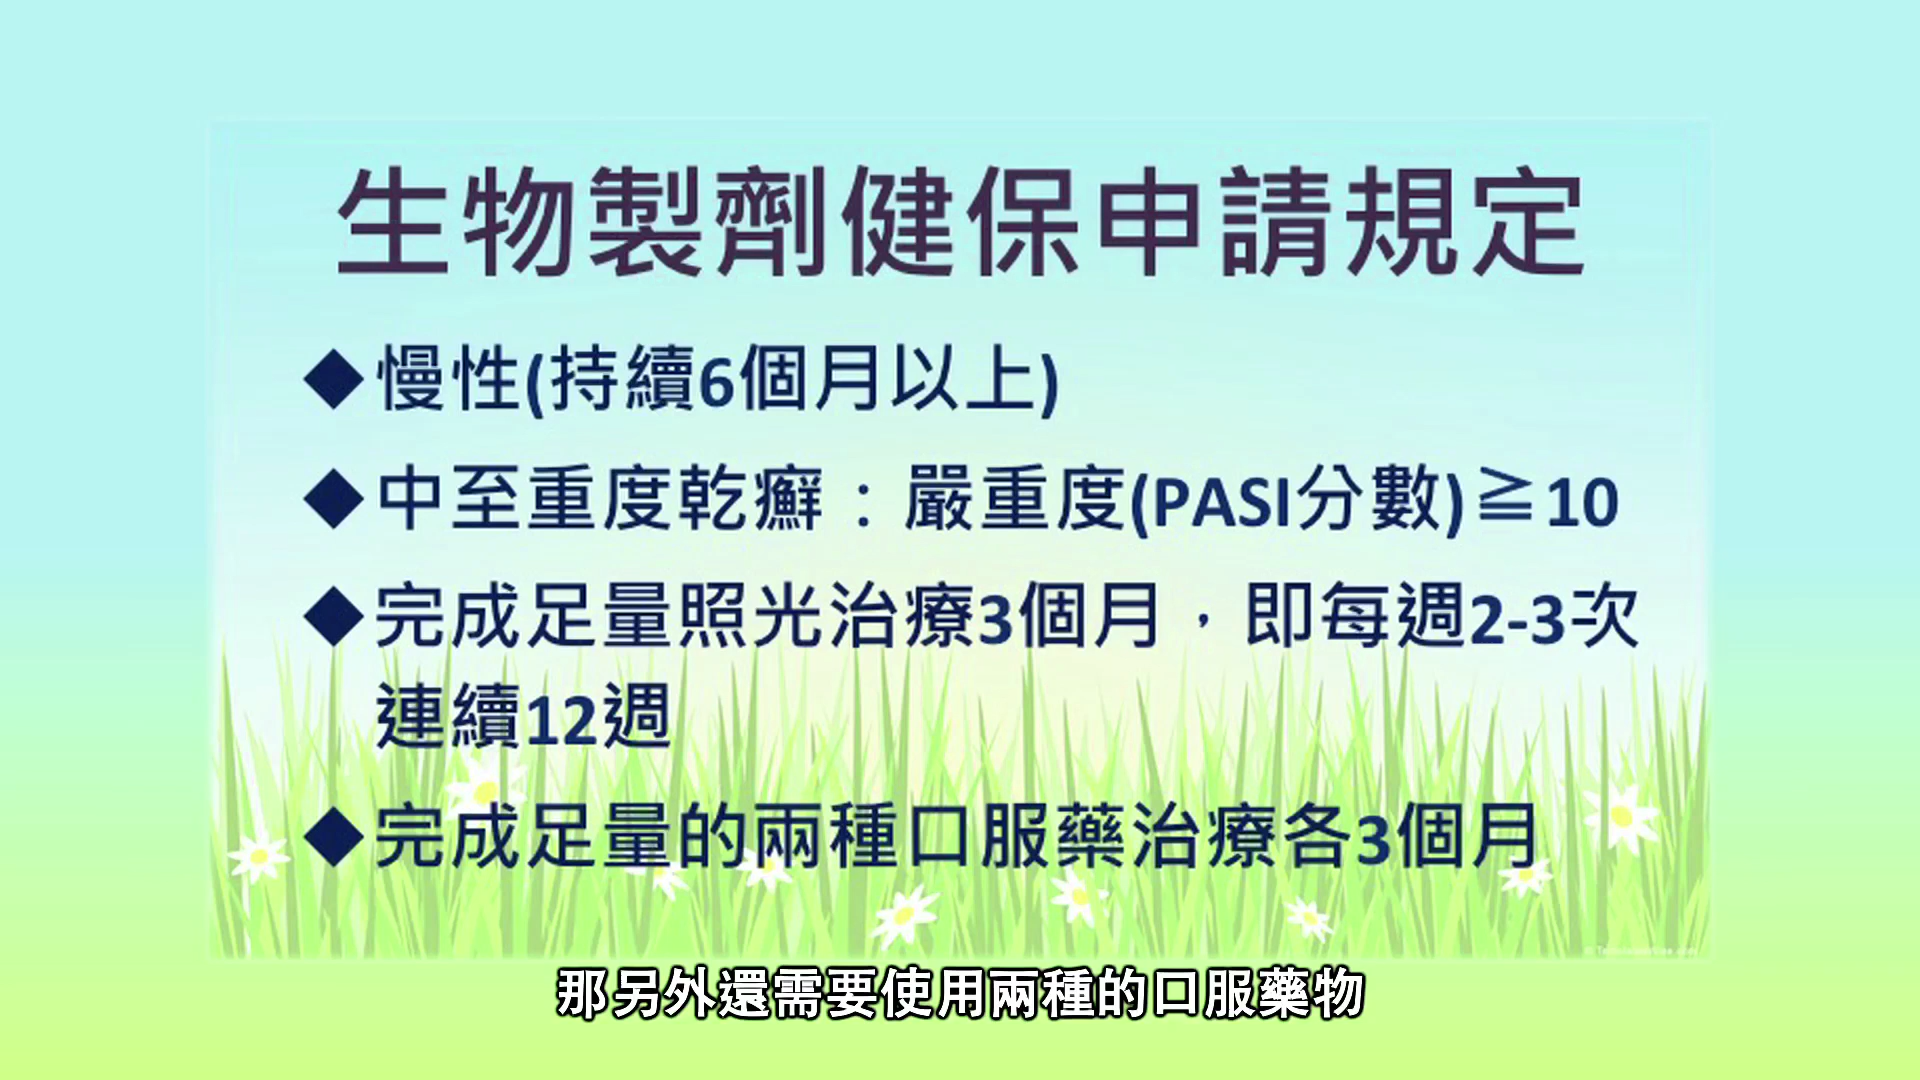 生物製劑健保申請規定
◆慢性(持續6個月以上)
◆中至重度乾癬：嚴重度(PASI分數)≧10
◆完成足量照光治療3個月，即每週2-3次
連續12週
◆完成足量的兩種口服藥治療各3個月
那另外還需要使用兩種的口服藥物